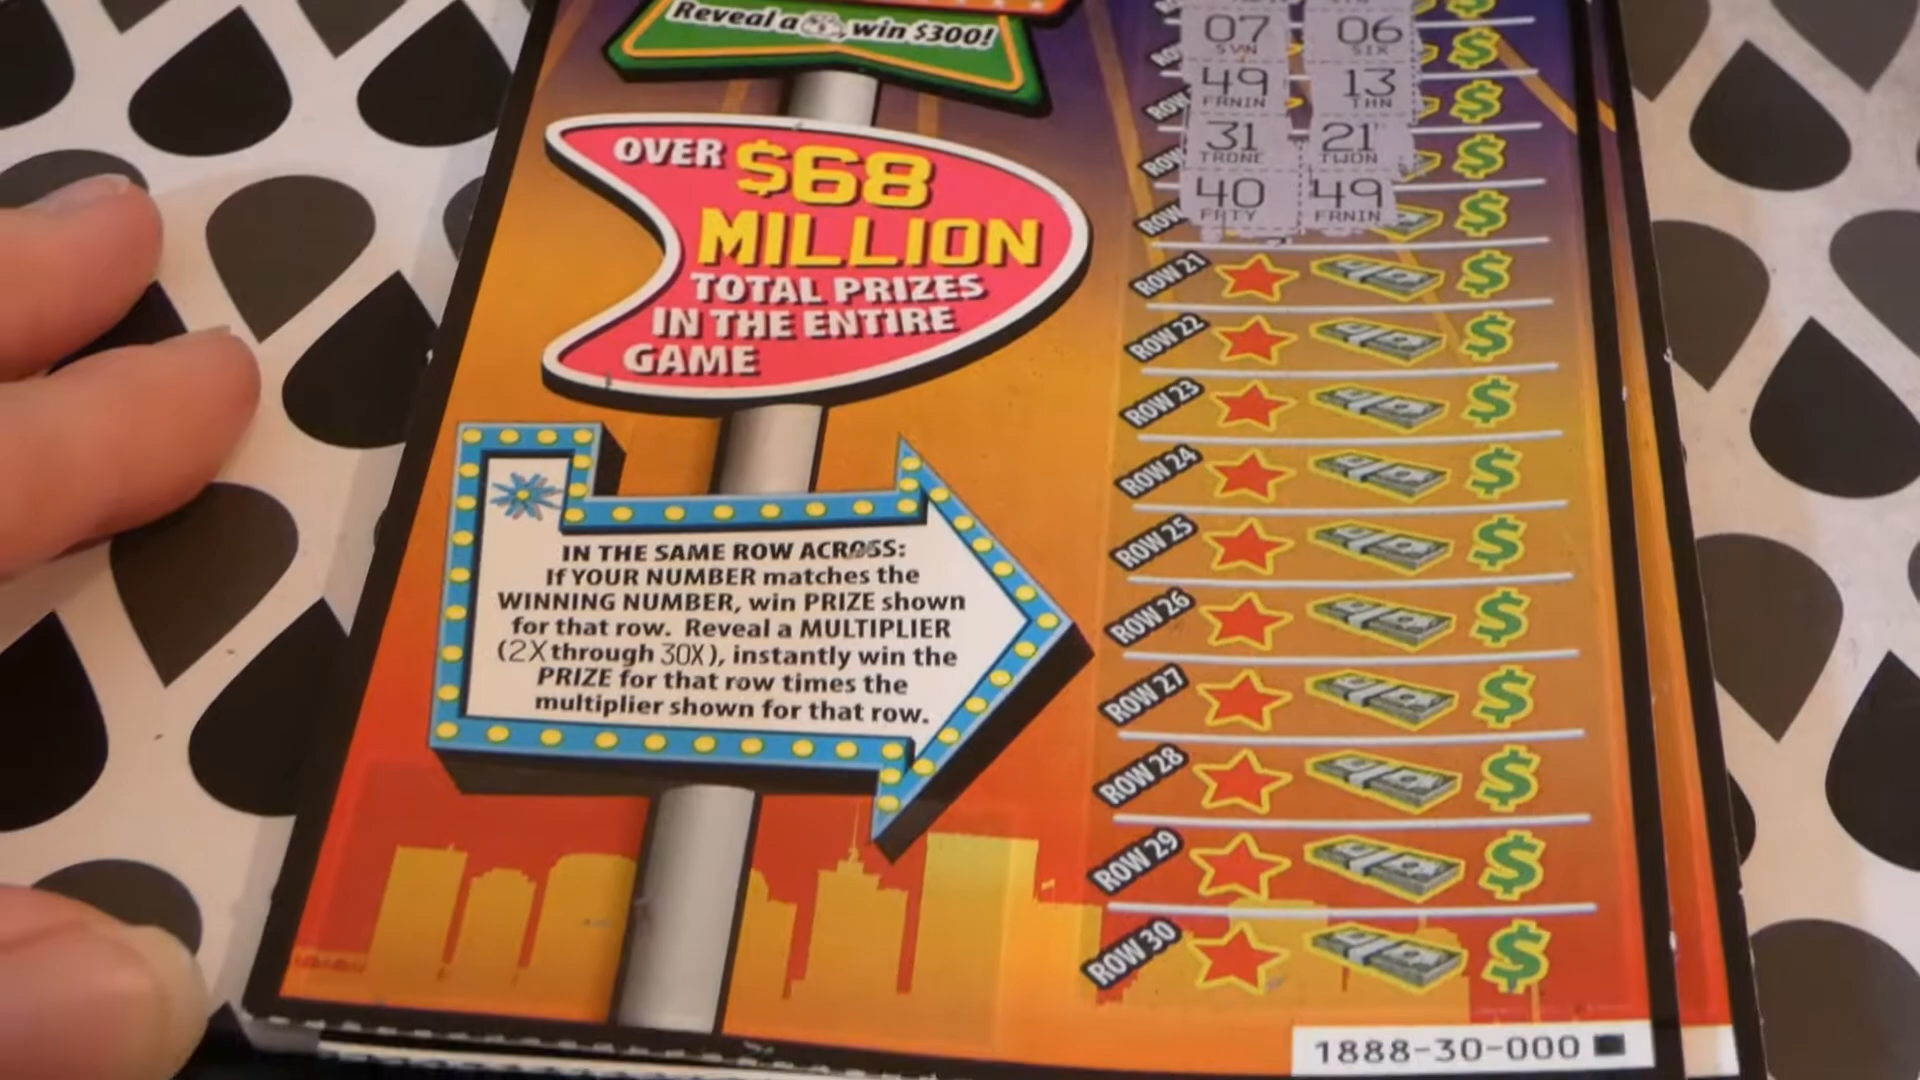 Reveal a win $300!
OVER $68
MILLION
TOTAL PRIZES
IN THE ENTIRE
GAME
IN THE SAME ROW ACROSS:
If YOUR NUMBER matches the
WINNING NUMBER, win PRIZE shown
for that row. Reveal a MULTIPLIER
(2X through 30X), instantly win the
PRIZE for that row times the
multiplier shown for that row.
07 06
SVN SIX
49 13
FRNIN THN
31 21
TRONE TWON
40 49
FRTY FRNIN
ROW 21 $
ROW 22 $
ROW 23 $
ROW 24 $
ROW 25 $
ROW 26 $
ROW 27 $
ROW 28 $
ROW 29 $
ROW 30 $
1888-30-000